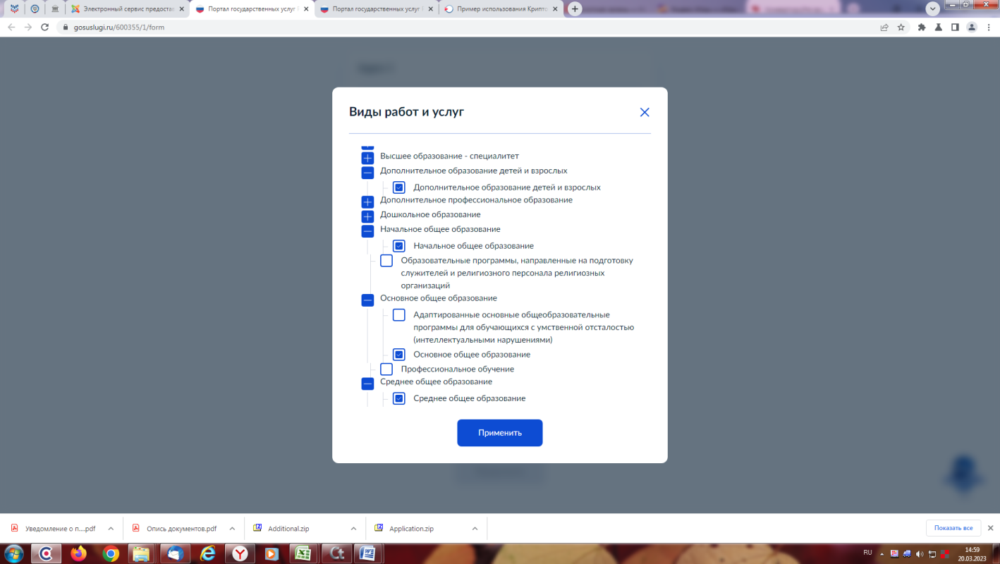 Электронный сервис предостав
Портал государственных услуг Р
Портал государственных услуг Р
Пример использования Крипто
gosuslugi.ru/600355/1/form
Виды работ и услуг
Высшее образование - специалитет
Дополнительное образование детей и взрослых
Дополнительное образование детей и взрослых
Дополнительное профессиональное образование
Дошкольное образование
Начальное общее образование
Начальное общее образование
Образовательные программы, направленные на подготовку
служителей и религиозного персонала религиозных
организаций
Основное общее образование
Адаптированные основные общеобразовательные
программы для обучающихся с умственной отсталостью
(интеллектуальными нарушениями)
Основное общее образование
Профессиональное обучение
Среднее общее образование
Среднее общее образование
Применить
Уведомление о п....pdf
Опись документов.pdf
Additional.zip
Application.zip
Показать все
RU
14:59
20.03.2023